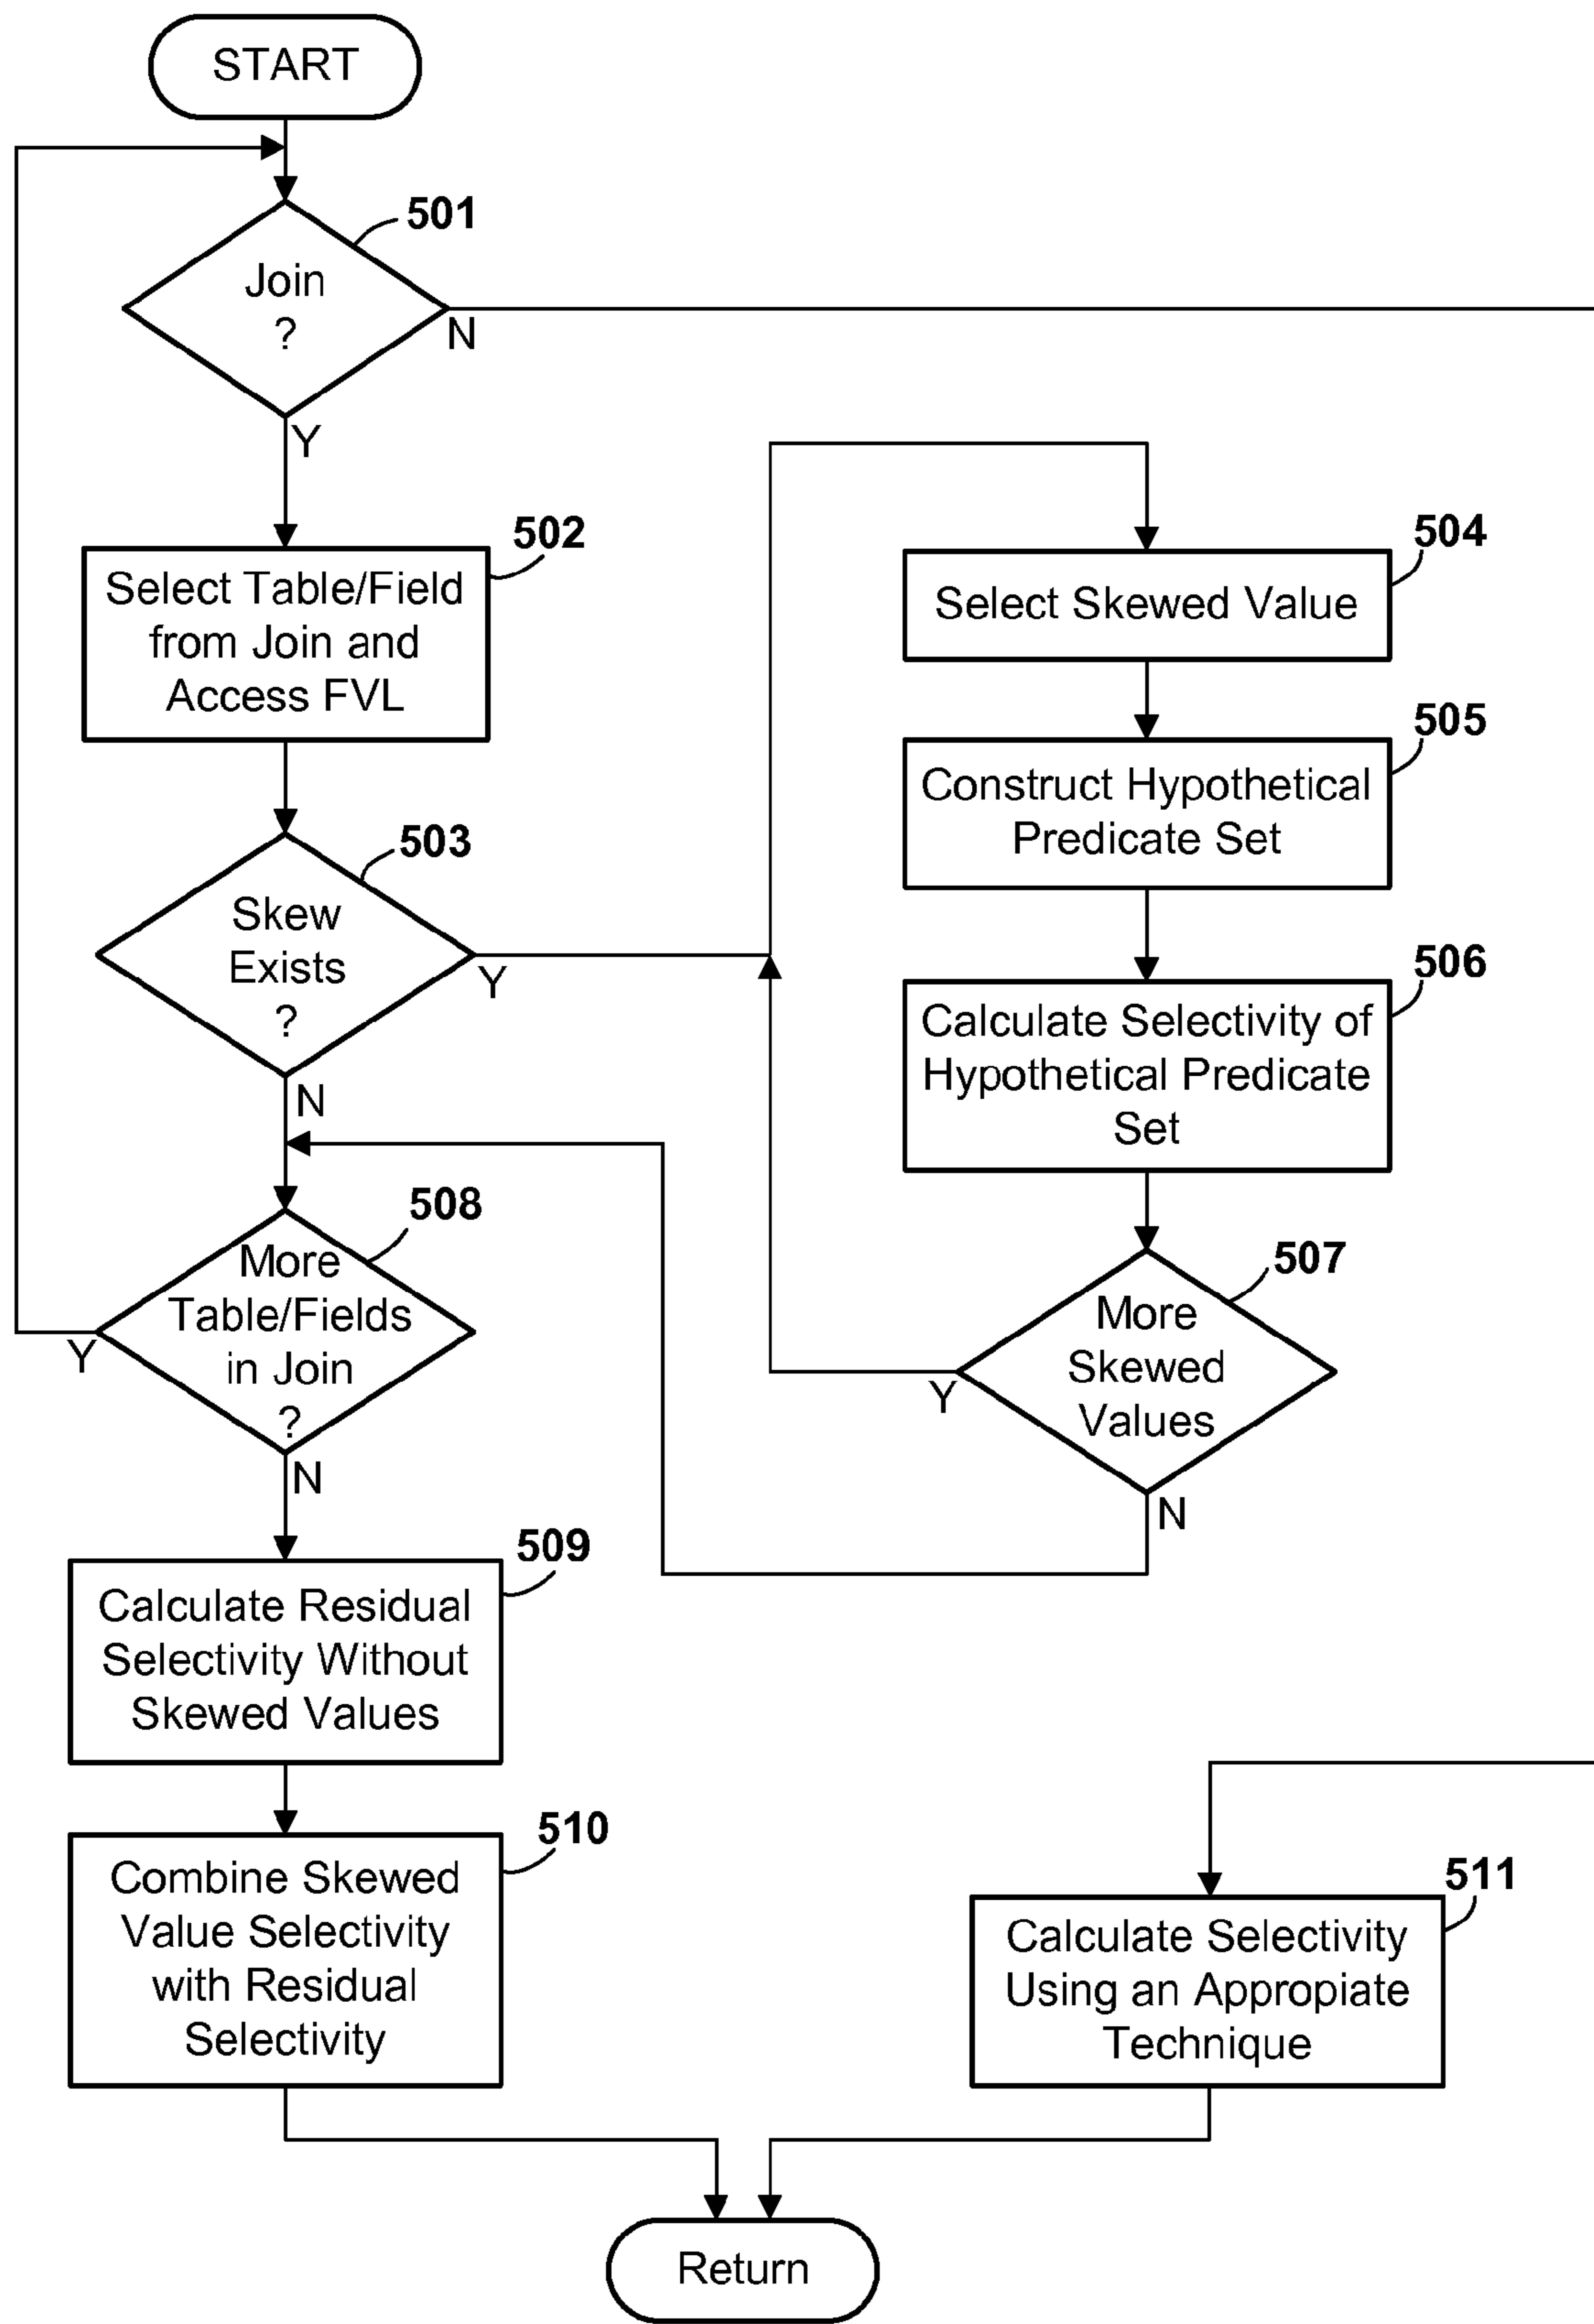 START
501
Join
?
N
Y
502
Select Table/Field
from Join and
Access FVL
503
Skew
Exists
?
Y
N
504
Select Skewed Value
505
Construct Hypothetical
Predicate Set
506
Calculate Selectivity of
Hypothetical Predicate
Set
507
More
Skewed
Values
Y
N
508
More
Table/Fields
in Join
?
Y
N
509
Calculate Residual
Selectivity Without
Skewed Values
510
Combine Skewed
Value Selectivity
with Residual
Selectivity
511
Calculate Selectivity
Using an Appropiate
Technique
Return